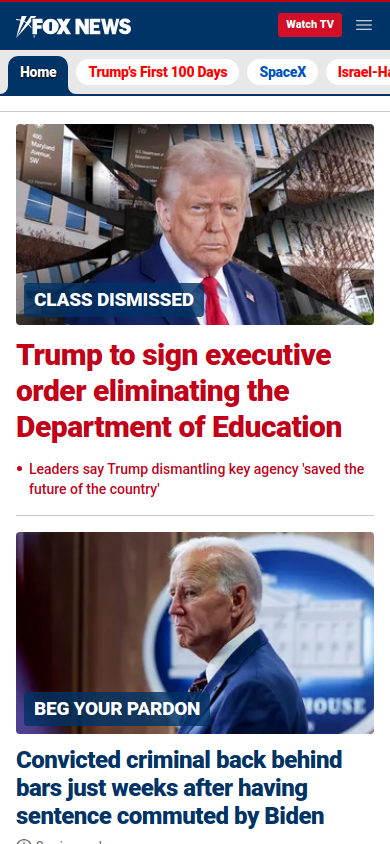 FOX NEWS
Watch TV
Home
Trump's First 100 Days
SpaceX
Israel-Ha
400
Maryland
Avenue,
SW
CLASS DISMISSED
Trump to sign executive
order eliminating the
Department of Education
Leaders say Trump dismantling key agency 'saved the
future of the country'
HOUSE
BEG YOUR PARDON
Convicted criminal back behind
bars just weeks after having
sentence commuted by Biden